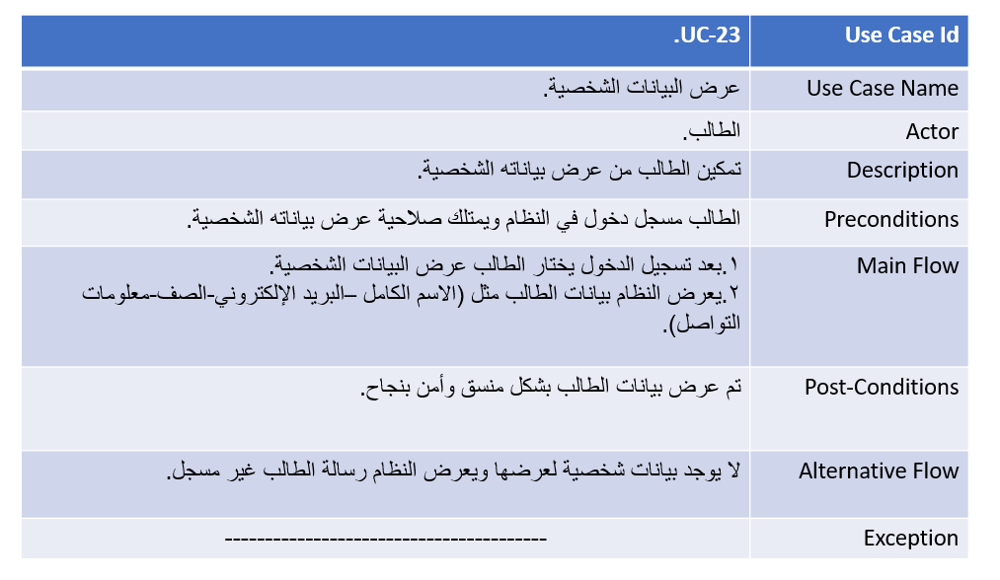 Use Case Id UC-23.
Use Case Name عرض البيانات الشخصية.
Actor الطالب.
Description تمكين الطالب من عرض بياناته الشخصية.
Preconditions الطالب مسجل دخول في النظام ويمتلك صلاحية عرض بياناته الشخصية.
Main Flow ١.بعد تسجيل الدخول يختار الطالب عرض البيانات الشخصية.
٢.يعرض النظام بيانات الطالب مثل (الاسم الكامل –البريد الإلكتروني-الصف-معلومات
التواصل).
Post-Conditions تم عرض بيانات الطالب بشكل منسق وأمن بنجاح.
Alternative Flow لا يوجد بيانات شخصية لعرضها ويعرض النظام رسالة الطالب غير مسجل.
Exception ----------------------------------------